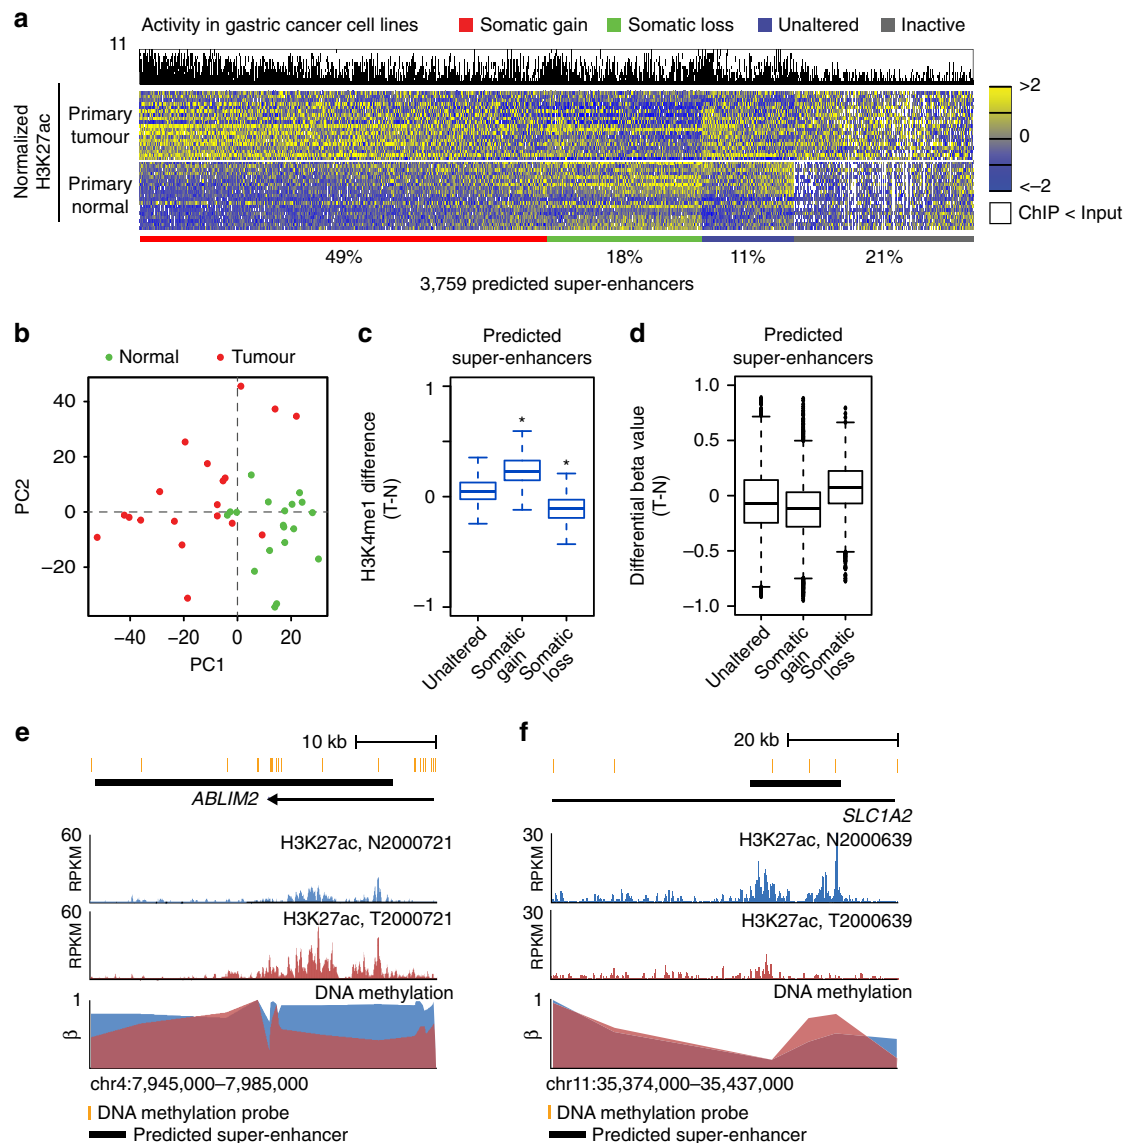 a
Activity in gastric cancer cell lines
Somatic gain
Somatic loss
Unaltered
Inactive
11
Normalized
H3K27ac
Primary
tumour
Primary
normal
>2
0
<–2
ChIP < Input
49%
18%
11%
21%
3,759 predicted super-enhancers
b
Normal
Tumour
PC2
40
20
0
–20
–40
–20
0
20
PC1
c
Predicted
super-enhancers
H3K4me1 difference
(T-N)
1
0
–1
*
*
Unaltered
Somatic
gain
Somatic
loss
d
Predicted
super-enhancers
Differential beta value
(T-N)
1.0
0.5
0
–0.5
–1.0
Unaltered
Somatic
gain
Somatic
loss
e
10 kb
ABLIM2
60
RPKM
H3K27ac, N2000721
60
RPKM
H3K27ac, T2000721
DNA methylation
1
β
chr4:7,945,000–7,985,000
DNA methylation probe
Predicted super-enhancer
f
20 kb
SLC1A2
30
RPKM
H3K27ac, N2000639
30
RPKM
H3K27ac, T2000639
DNA methylation
1
β
chr11:35,374,000–35,437,000
DNA methylation probe
Predicted super-enhancer